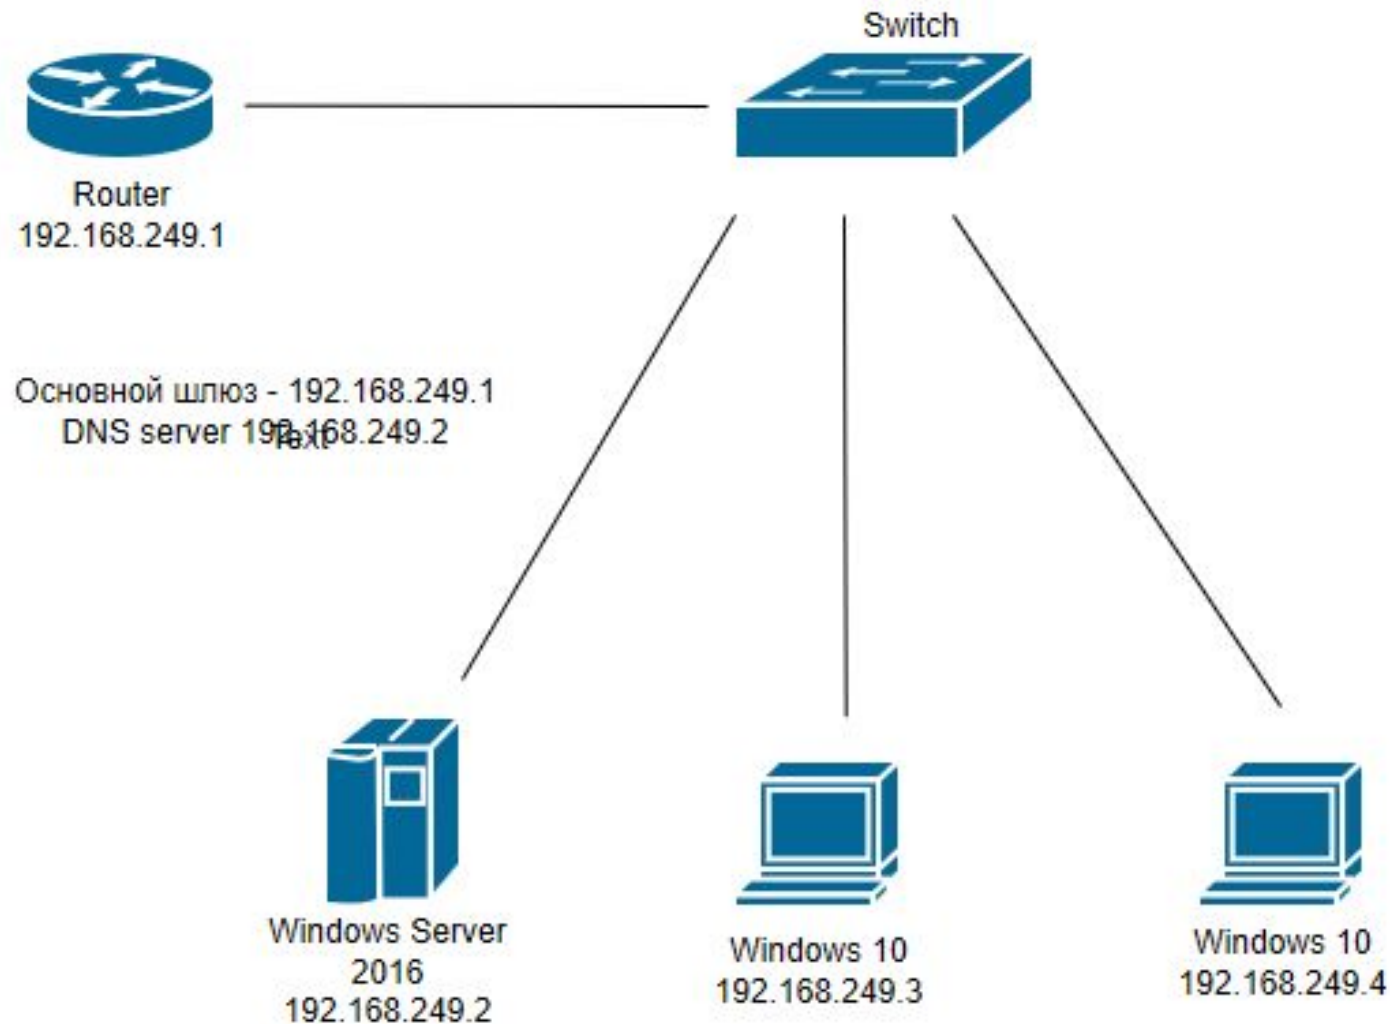 Switch
Router
192.168.249.1
Основной шлюз - 192.168.249.1
DNS server 192.168.249.2
Text
Windows Server
2016
192.168.249.2
Windows 10
192.168.249.3
Windows 10
192.168.249.4